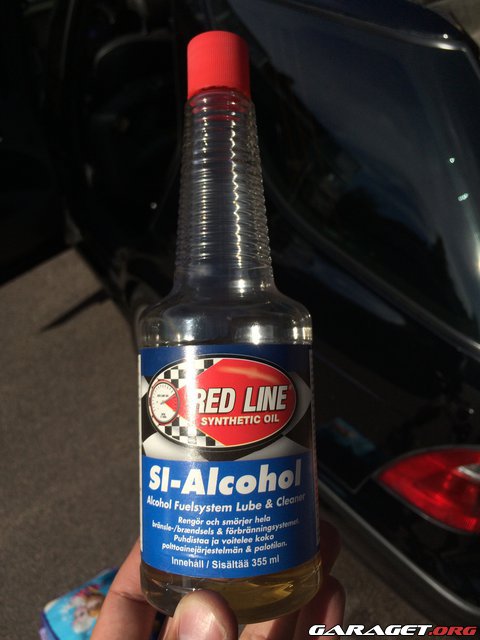 RED LINE
SYNTHETIC OIL
SI-Alcohol
Alcohol Fuelsystem Lube & Cleaner
Rengör och smörjer hela
bränsle-/brændsels & förbränningsystemet.
Puhdistaa ja voitelee koko
polttoainejärjestelmän & palotilan.
Innehåll / Sisältää 355 ml
GARAGET.ORG